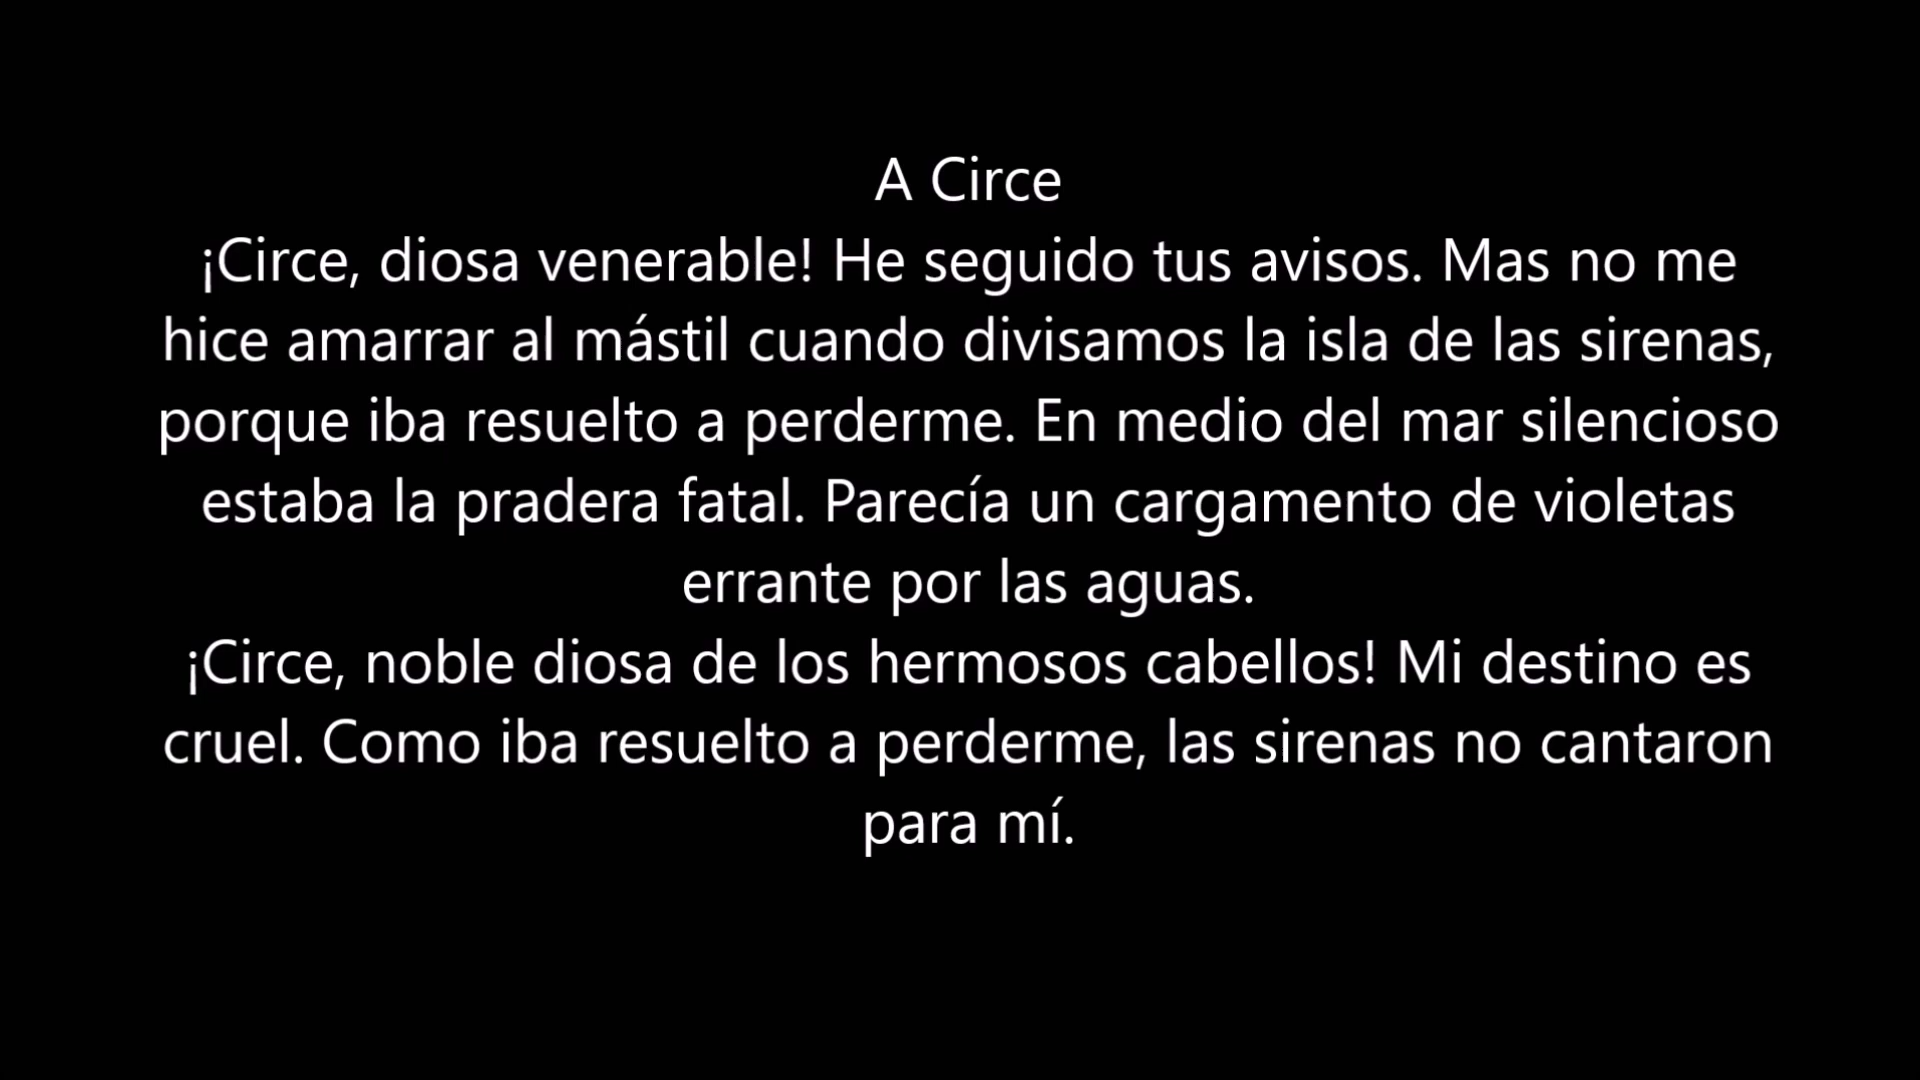 A Circe
¡Circe, diosa venerable! He seguido tus avisos. Mas no me
hice amarrar al mástil cuando divisamos la isla de las sirenas,
porque iba resuelto a perderme. En medio del mar silencioso
estaba la pradera fatal. Parecía un cargamento de violetas
errante por las aguas.
¡Circe, noble diosa de los hermosos cabellos! Mi destino es
cruel. Como iba resuelto a perderme, las sirenas no cantaron
para mí.